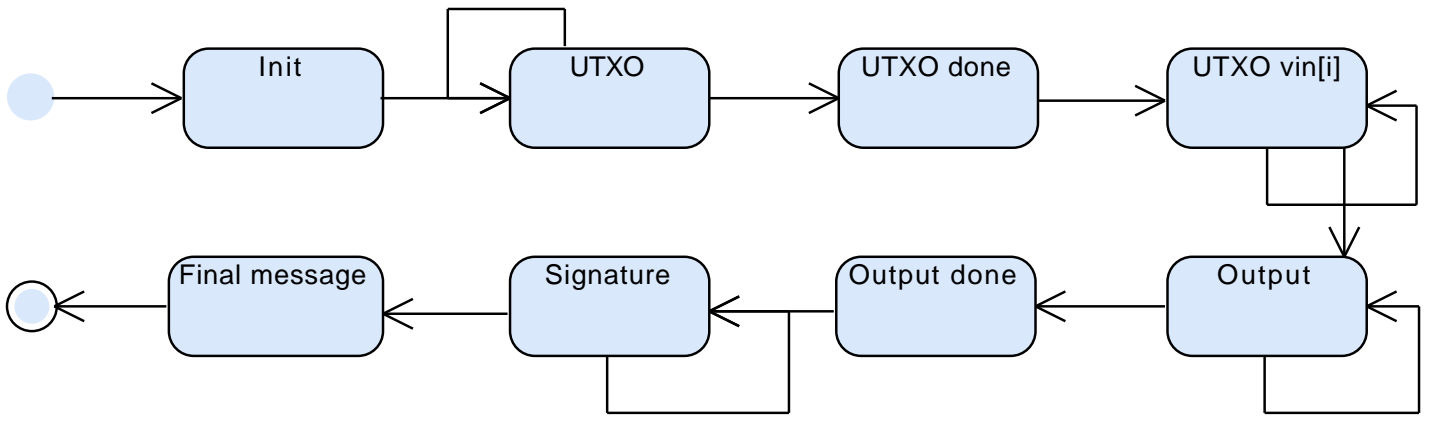 Init
UTXO
UTXO done
UTXO vin[i]
Final message
Signature
Output done
Output